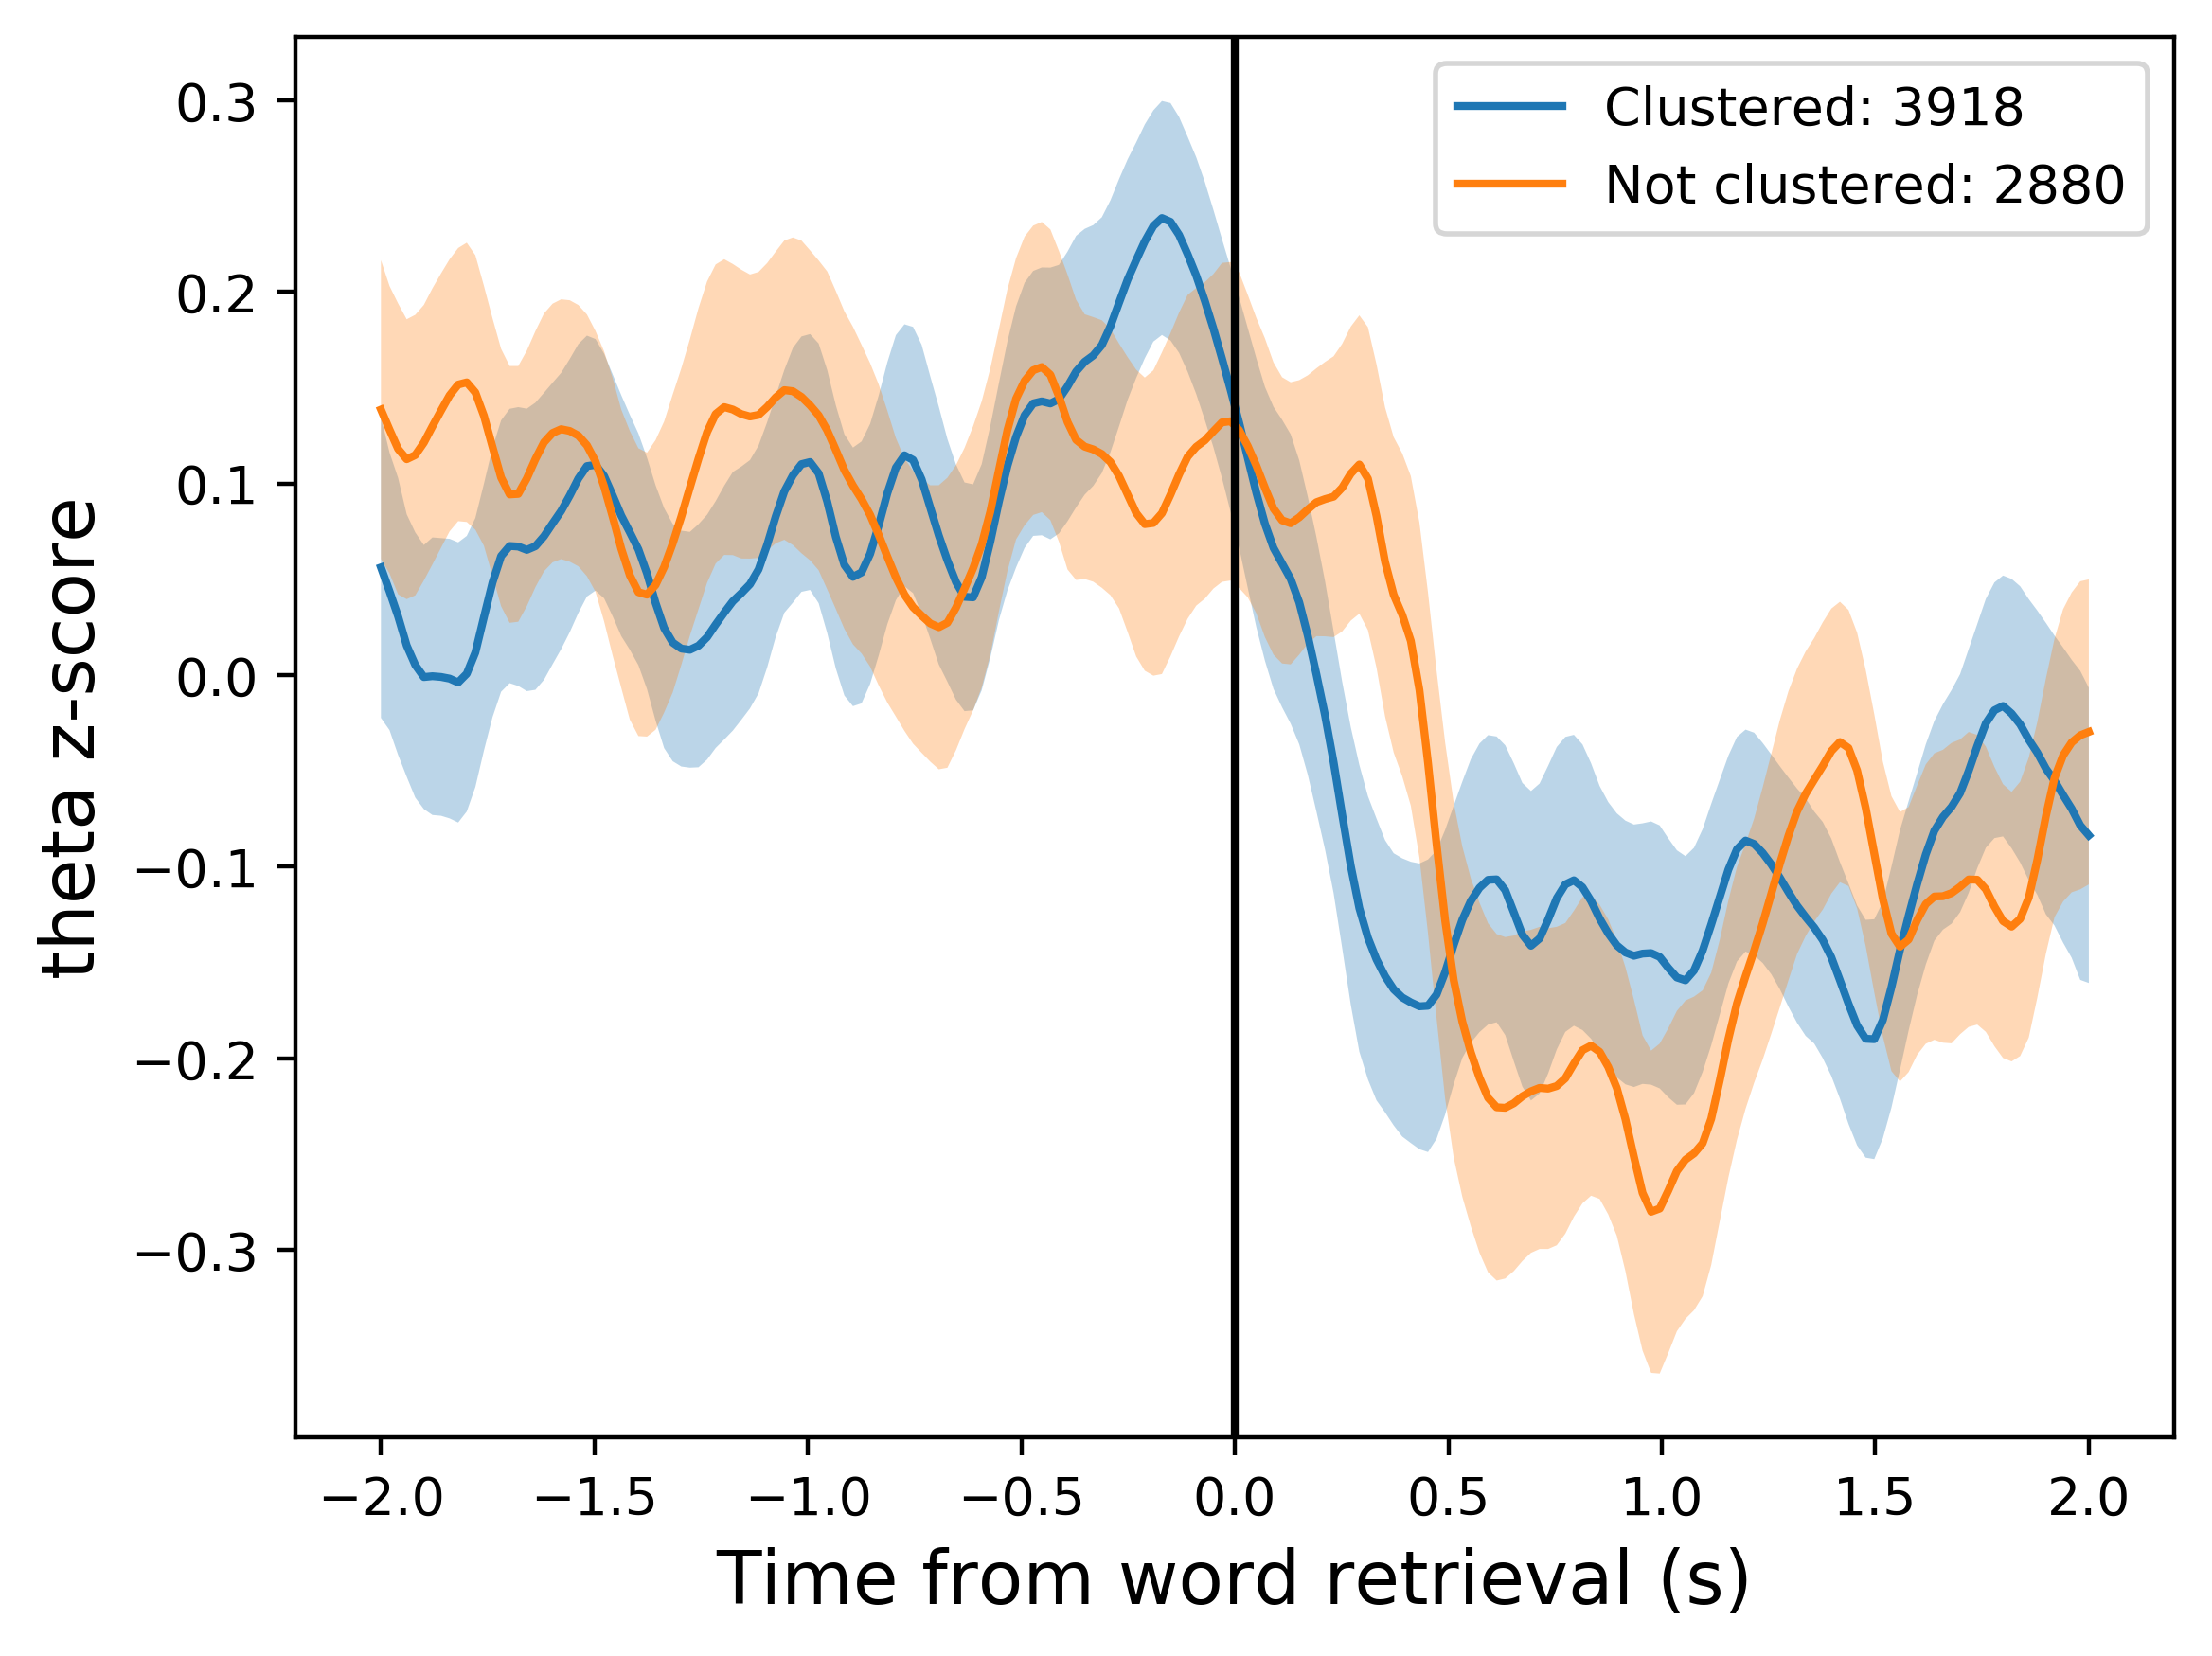 Clustered: 3918
Not clustered: 2880
theta z-score
0.3
0.2
0.1
0.0
−0.1
−0.2
−0.3
−2.0 −1.5 −1.0 −0.5 0.0 0.5 1.0 1.5 2.0
Time from word retrieval (s)